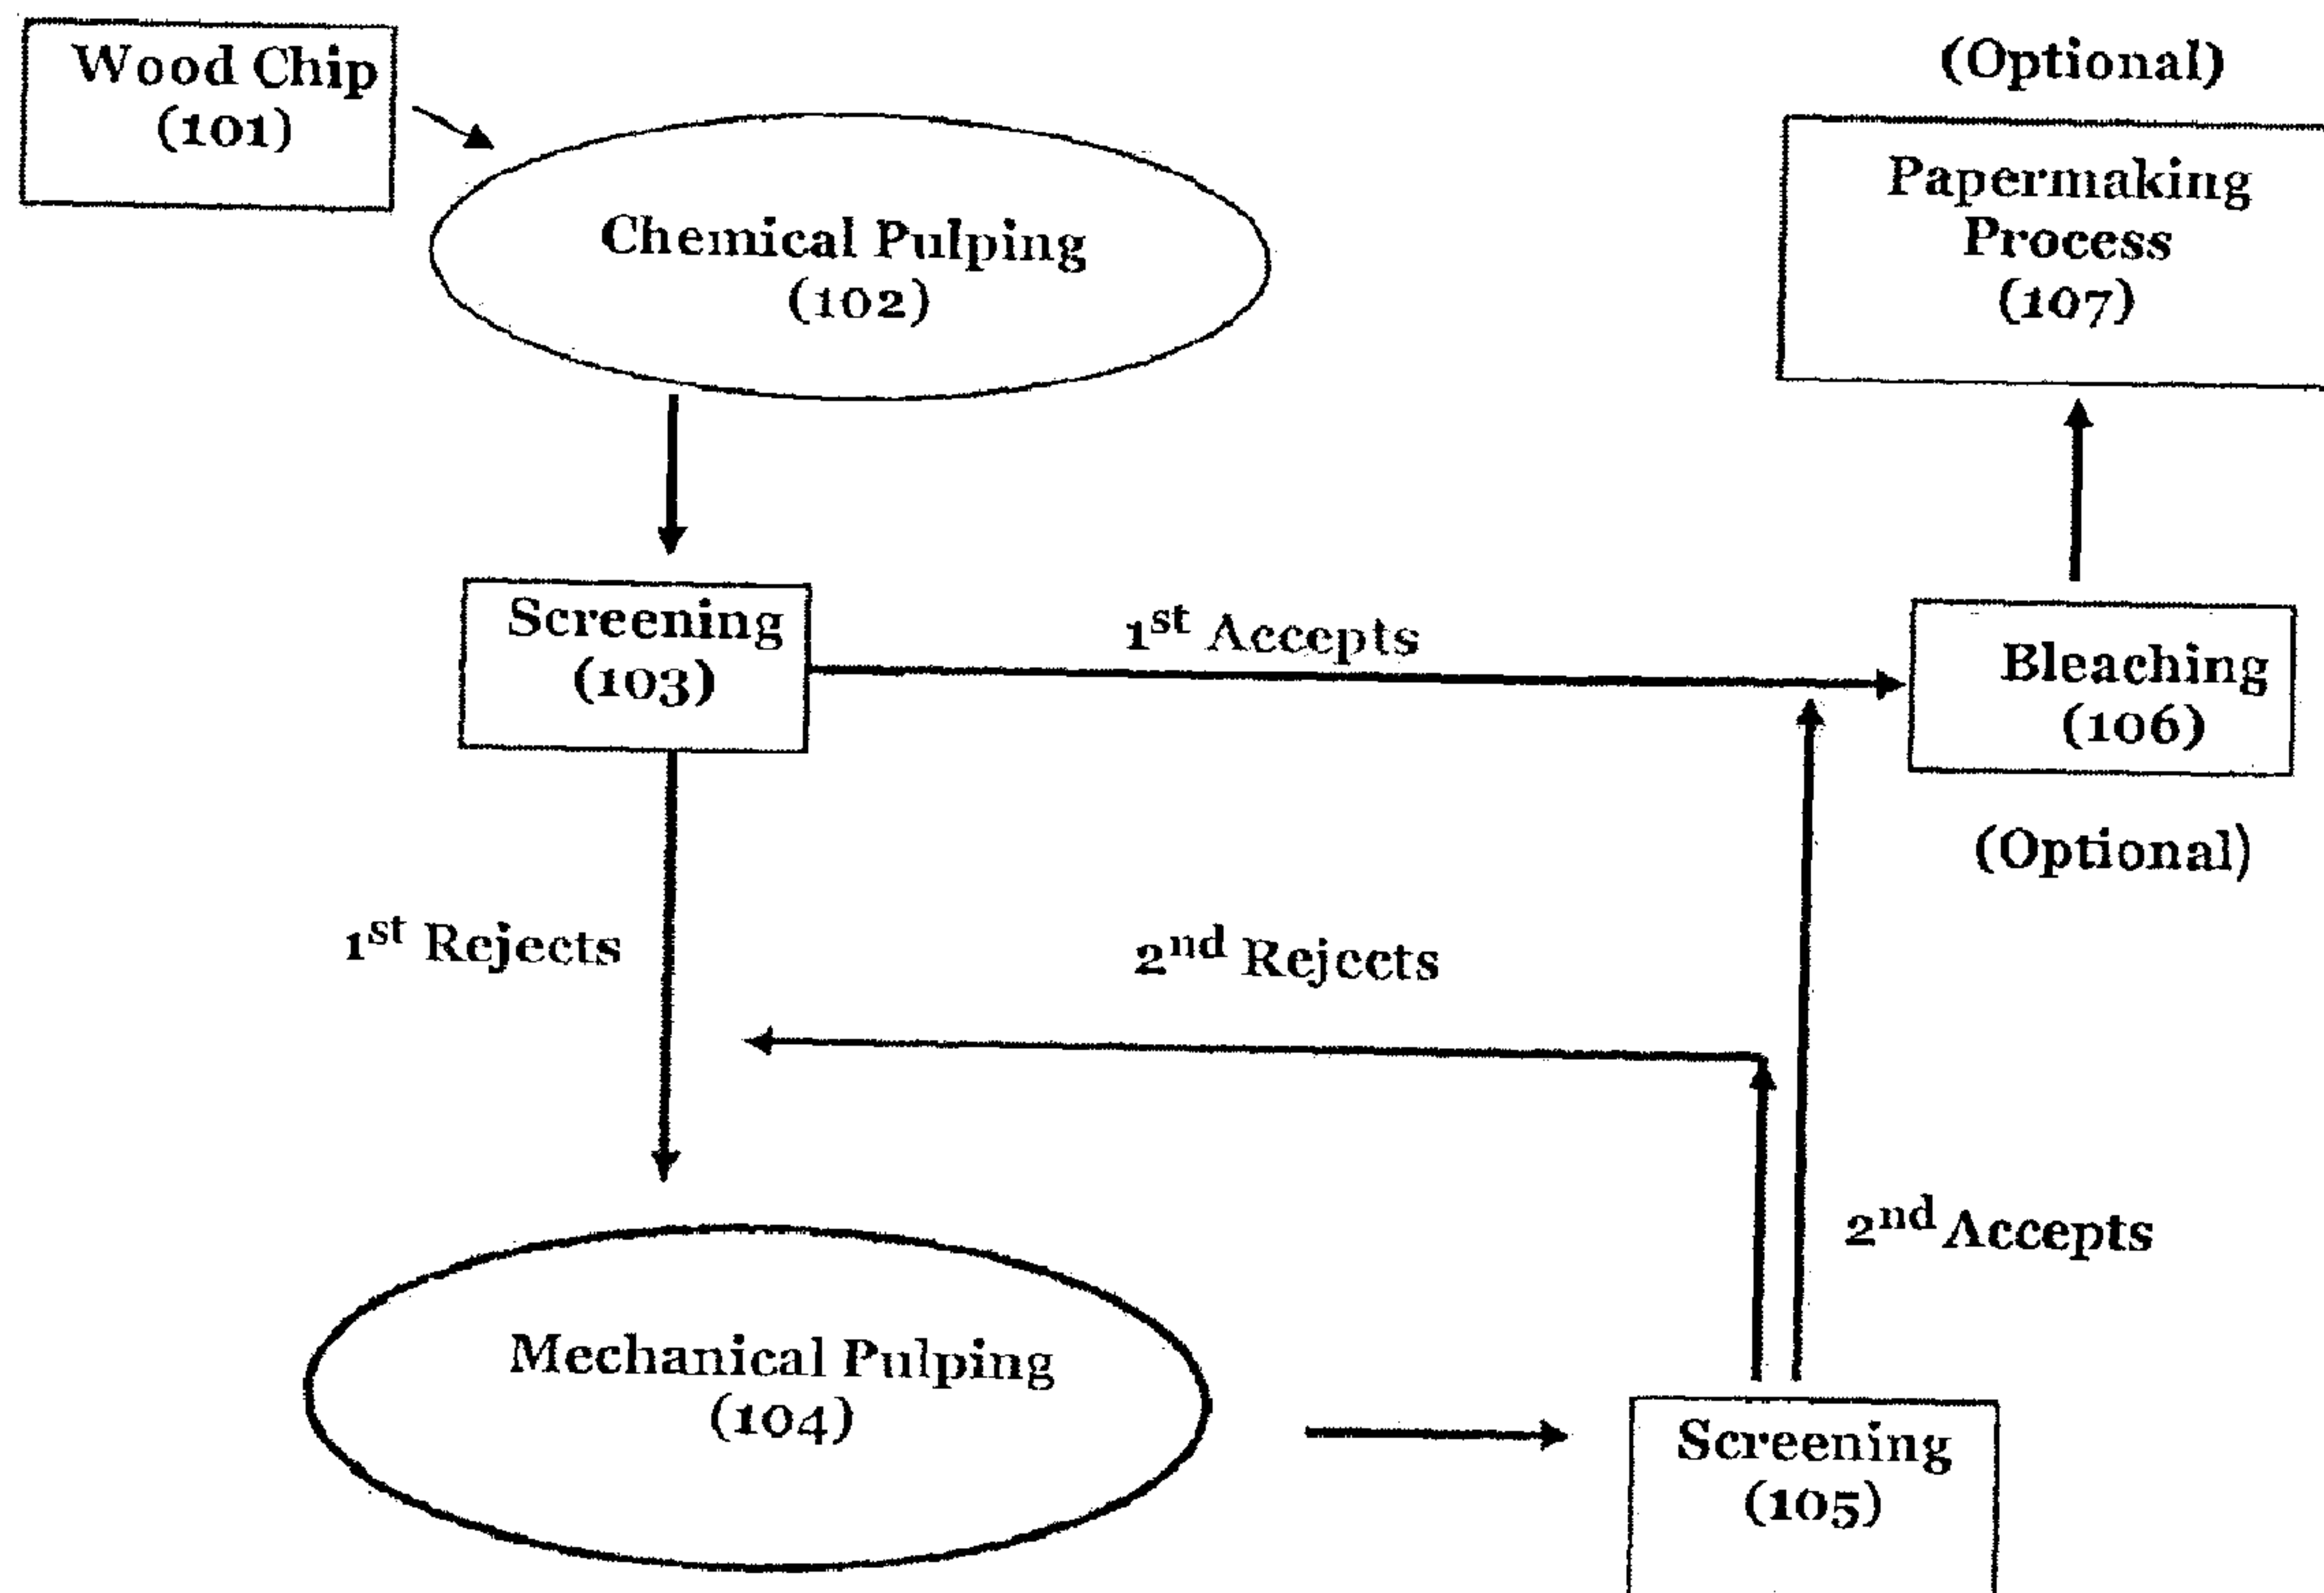 Wood Chip
(101)
Chemical Pulping
(102)
(Optional)
Papermaking
Process
(107)
Screening
(103)
1st Accepts
Bleaching
(106)
(Optional)
1st Rejects
2nd Rejects
2nd Accepts
Mechanical Pulping
(104)
Screening
(105)